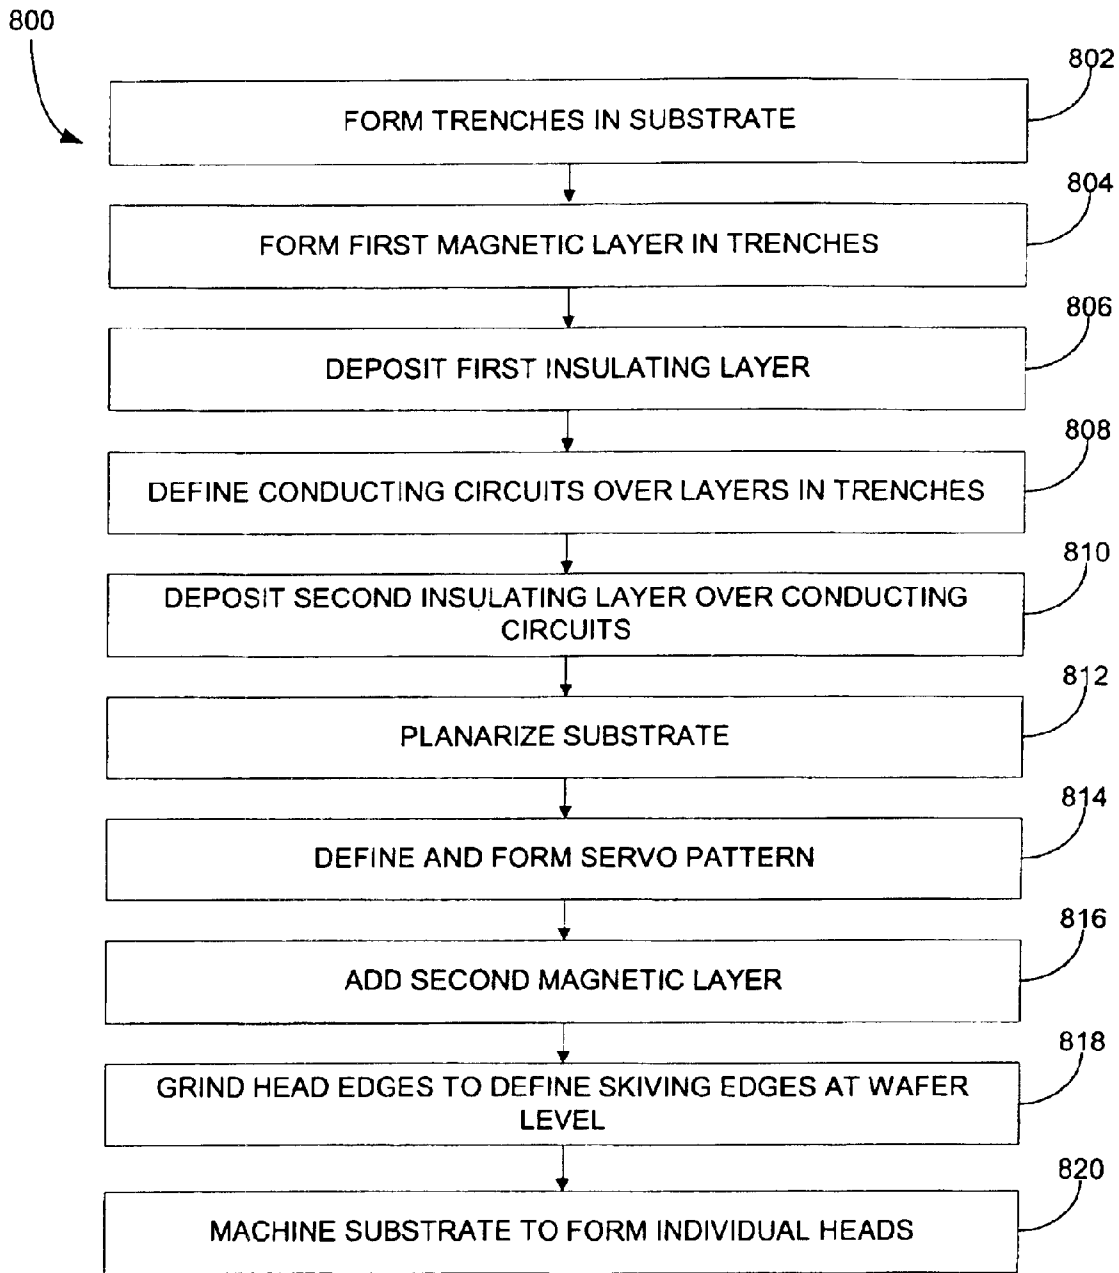 800
802
FORM TRENCHES IN SUBSTRATE
804
FORM FIRST MAGNETIC LAYER IN TRENCHES
806
DEPOSIT FIRST INSULATING LAYER
808
DEFINE CONDUCTING CIRCUITS OVER LAYERS IN TRENCHES
810
DEPOSIT SECOND INSULATING LAYER OVER CONDUCTING
CIRCUITS
812
PLANARIZE SUBSTRATE
814
DEFINE AND FORM SERVO PATTERN
816
ADD SECOND MAGNETIC LAYER
818
GRIND HEAD EDGES TO DEFINE SKIVING EDGES AT WAFER
LEVEL
820
MACHINE SUBSTRATE TO FORM INDIVIDUAL HEADS